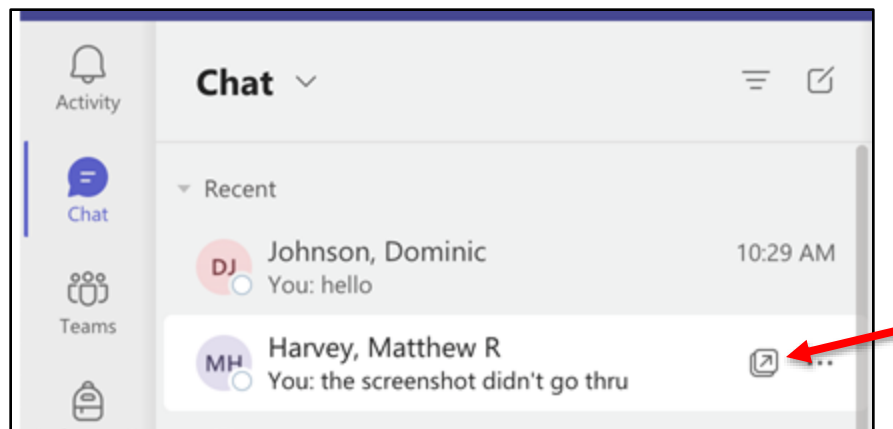 Activity
Chat
Teams
Chat
Recent
DJ
Johnson, Dominic
10:29 AM
You: hello
MH
Harvey, Matthew R
You: the screenshot didn't go thru